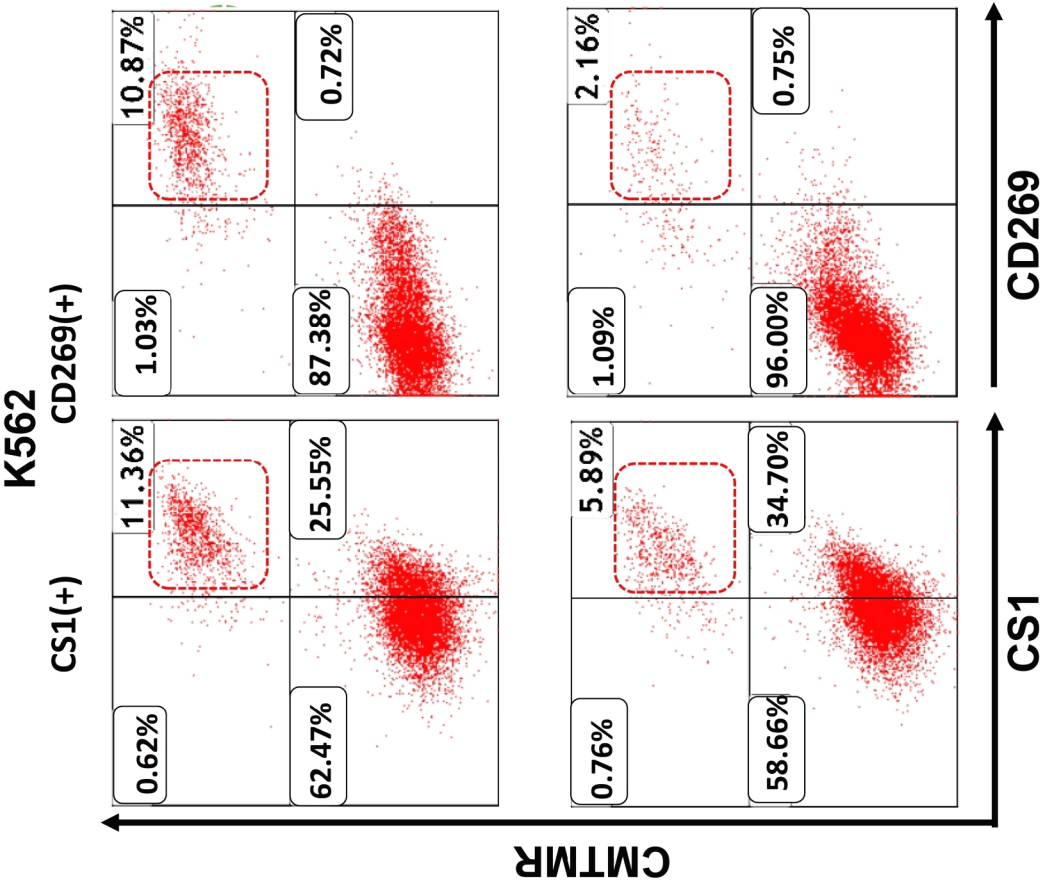 K562
CS1(+)
CD269(+)
0.62%
11.36%
1.03%
10.87%
62.47%
25.55%
87.38%
0.72%
0.76%
5.89%
1.09%
2.16%
58.66%
34.70%
96.00%
0.75%
CMTMR
CS1
CD269